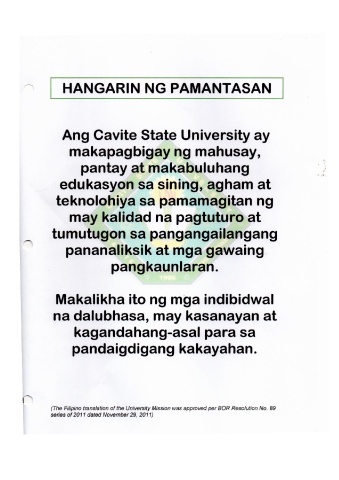 HANGARIN NG PAMANTASAN
Ang Cavite State University ay
makapagbigay ng mahusay,
pantay at makabuluhang
edukasyon sa sining, agham at
teknolohiya sa pamamagitan ng
may kalidad na pagtuturo at
tumutugon sa pangangailangang
pananaliksik at mga gawaing
pangkaunlaran.
Makalikha ito ng mga indibidwal
na dalubhasa, may kasanayan at
kagandahang-asal para sa
pandaigdigang kakayahan.
(The Filipino translation of the University Mission was approved per BOR Resolution No. 89
series of 2011 dated November 29, 2011)